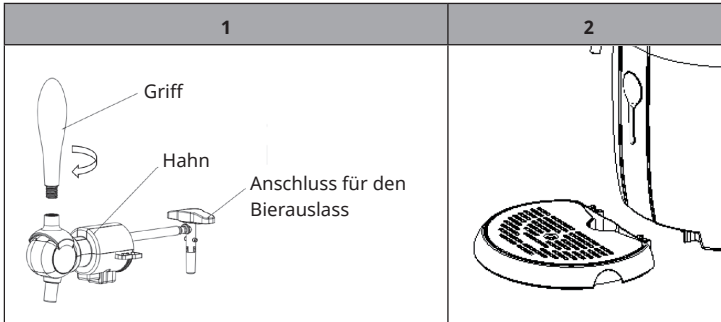 1
2
Griff
Hahn
Anschluss für den
Bierauslass